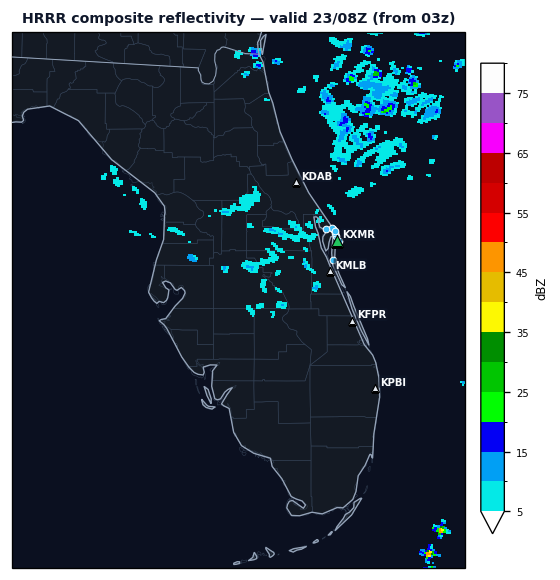 HRRR composite reflectivity — valid 23/08Z (from 03z)
KDAB
KXMR
KMLB
KFPR
KPBI
75
65
55
45
35
25
15
5
dBZ